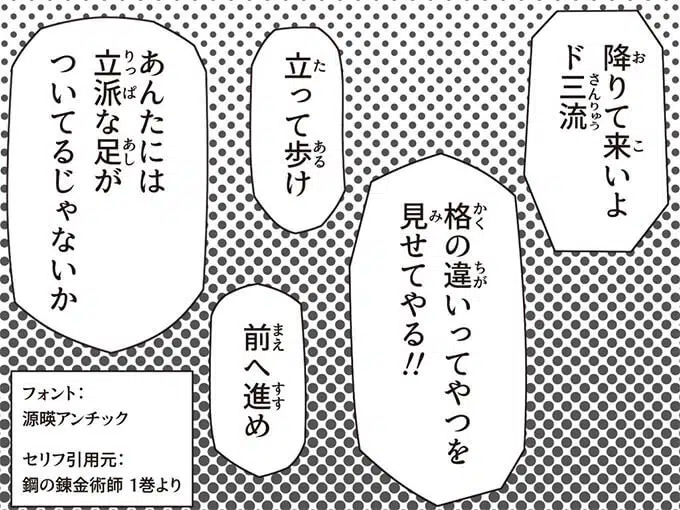 降りて来いよ
ド三流
格の違いってやつを
見せてやる!!
立って歩け
前へ進め
あんたには
立派な足が
ついてるじゃないか
フォント：
源暎アンチック
セリフ引用元：
鋼の錬金術師 1巻より